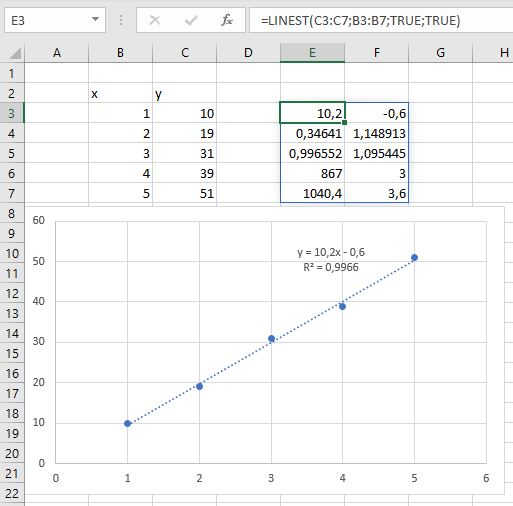 E3 fx =LINEST(C3:C7;B3:B7;TRUE;TRUE)
A B C D E F G H
1
2 x y
3 1 10 10,2 -0,6
4 2 19 0,34641 1,148913
5 3 31 0,996552 1,095445
6 4 39 867 3
7 5 51 1040,4 3,6
8
9
10
11
12
13
14
15
16
17
18
19
20
21
22
60
50
40
30
20
10
0
y = 10,2x - 0,6
R² = 0,9966
0 1 2 3 4 5 6